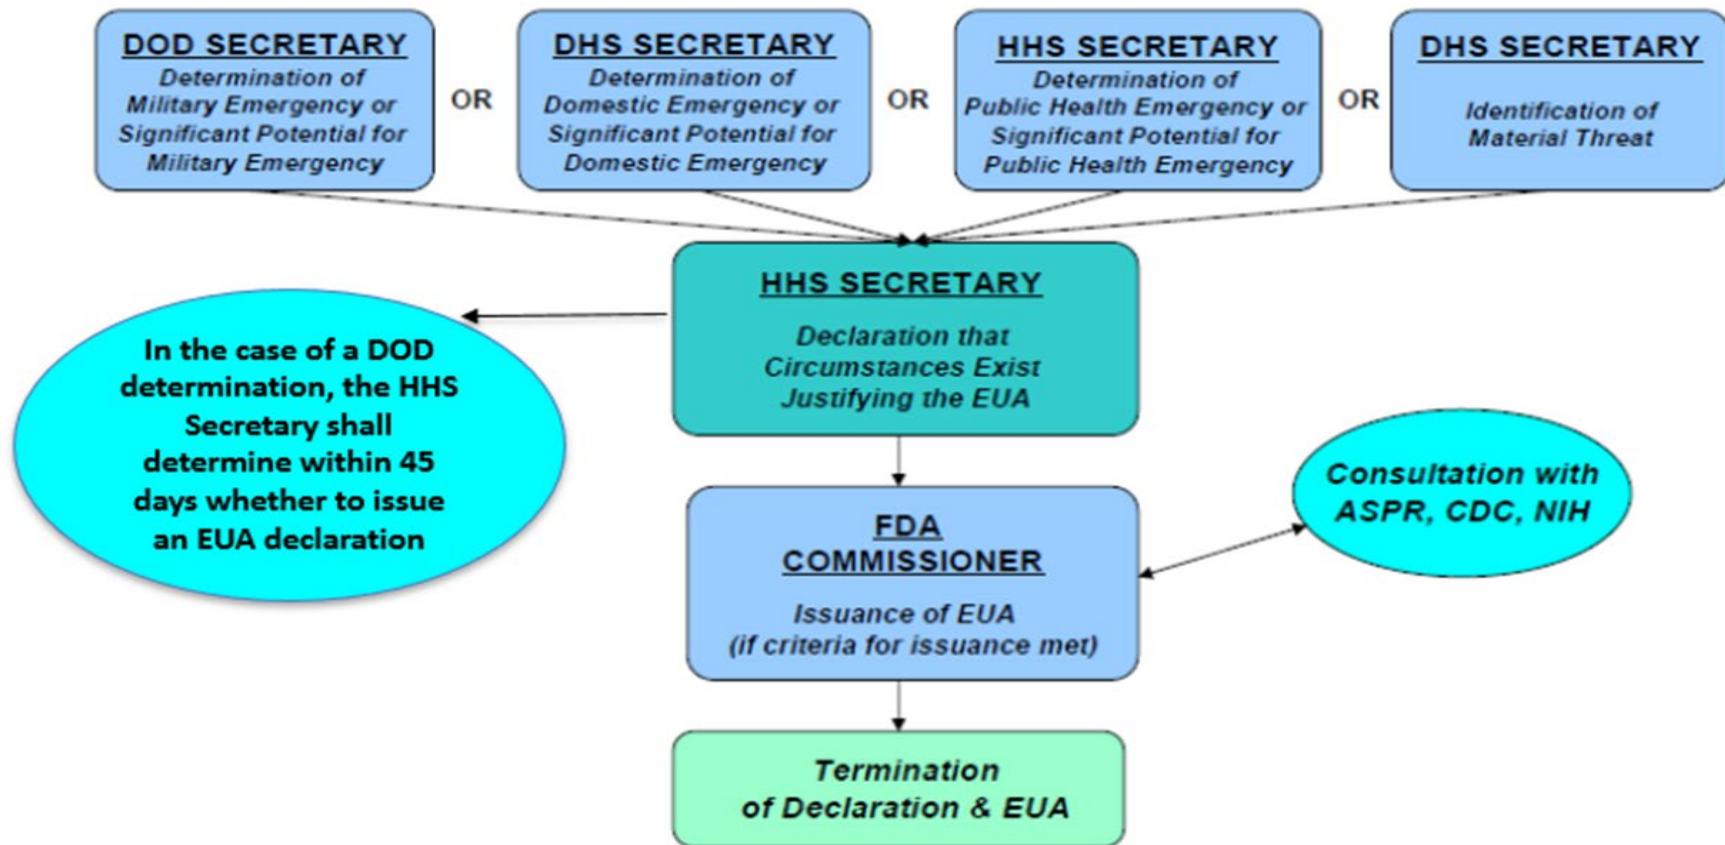 DOD SECRETARY
Determination of
Military Emergency or
Significant Potential for
Military Emergency
OR
DHS SECRETARY
Determination of
Domestic Emergency or
Significant Potential for
Domestic Emergency
OR
HHS SECRETARY
Determination of
Public Health Emergency or
Significant Potential for
Public Health Emergency
OR
DHS SECRETARY
Identification of
Material Threat
HHS SECRETARY
Declaration that
Circumstances Exist
Justifying the EUA
In the case of a DOD
determination, the HHS
Secretary shall
determine within 45
days whether to issue
an EUA declaration
FDA
COMMISSIONER
Issuance of EUA
(if criteria for issuance met)
Consultation with
ASPR, CDC, NIH
Termination
of Declaration & EUA